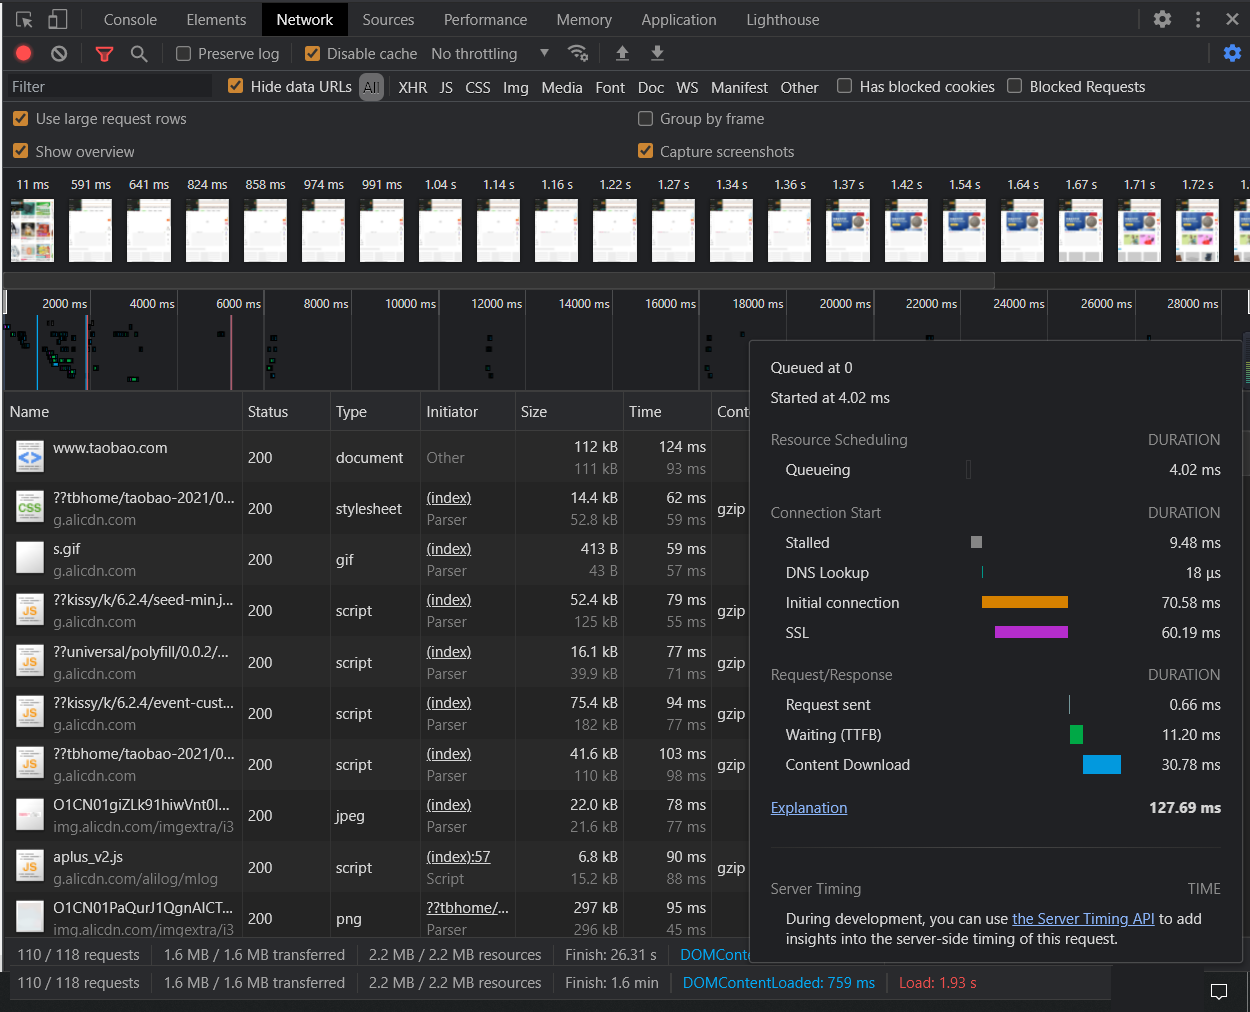 Console Elements Network Sources Performance Memory Application Lighthouse
Preserve log Disable cache No throttling
Filter Hide data URLs All XHR JS CSS Img Media Font Doc WS Manifest Other Has blocked cookies Blocked Requests
Use large request rows Group by frame
Show overview Capture screenshots
11 ms 591 ms 641 ms 824 ms 858 ms 974 ms 991 ms 1.04 s 1.14 s 1.16 s 1.22 s 1.27 s 1.34 s 1.36 s 1.37 s 1.42 s 1.54 s 1.64 s 1.67 s 1.71 s 1.72 s 1.
2000 ms 4000 ms 6000 ms 8000 ms 10000 ms 12000 ms 14000 ms 16000 ms 18000 ms 20000 ms 22000 ms 24000 ms 26000 ms 28000 ms
Name Status Type Initiator Size Time Cont
www.taobao.com 200 document Other 112 kB 124 ms
111 kB 93 ms
??tbhome/taobao-2021/0... 200 stylesheet (index) 14.4 kB 62 ms gzip
g.alicdn.com Parser 52.8 kB 59 ms
s.gif 200 gif (index) 413 B 59 ms
g.alicdn.com Parser 43 B 57 ms
??kissy/k/6.2.4/seed-min.j... 200 script (index) 52.4 kB 79 ms gzip
g.alicdn.com Parser 125 kB 55 ms
??universal/polyfill/0.0.2/... 200 script (index) 16.1 kB 77 ms gzip
g.alicdn.com Parser 39.9 kB 71 ms
??kissy/k/6.2.4/event-cust... 200 script (index) 75.4 kB 94 ms gzip
g.alicdn.com Parser 182 kB 77 ms
??tbhome/taobao-2021/0... 200 script (index) 41.6 kB 103 ms gzip
g.alicdn.com Parser 110 kB 98 ms
O1CN01giZLk91hiwVnt0I... 200 jpeg (index) 22.0 kB 78 ms
img.alicdn.com/imgextra/i3 Parser 21.6 kB 77 ms
aplus_v2.js 200 script (index):57 6.8 kB 90 ms gzip
g.alicdn.com/alilog/mlog Script 15.2 kB 88 ms
O1CN01PaQurJ1QgnAlCT... 200 png ??tbhome/... 297 kB 95 ms
img.alicdn.com/imgextra/i3 Parser 296 kB 45 ms
Queued at 0
Started at 4.02 ms
Resource Scheduling DURATION
Queueing 4.02 ms
Connection Start DURATION
Stalled 9.48 ms
DNS Lookup 18 µs
Initial connection 70.58 ms
SSL 60.19 ms
Request/Response DURATION
Request sent 0.66 ms
Waiting (TTFB) 11.20 ms
Content Download 30.78 ms
Explanation 127.69 ms
Server Timing TIME
During development, you can use the Server Timing API to add
insights into the server-side timing of this request.
110 / 118 requests 1.6 MB / 1.6 MB transferred 2.2 MB / 2.2 MB resources Finish: 26.31 s DOMConte
110 / 118 requests 1.6 MB / 1.6 MB transferred 2.2 MB / 2.2 MB resources Finish: 1.6 min DOMContentLoaded: 759 ms Load: 1.93 s